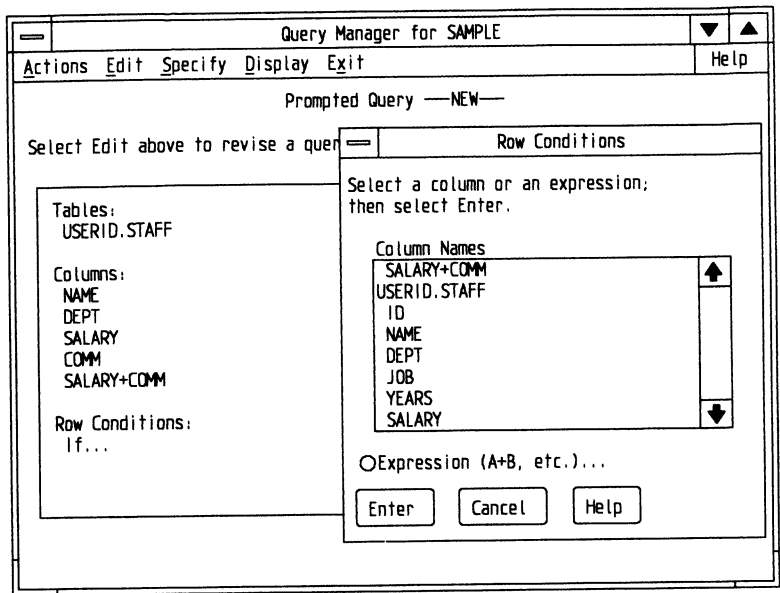 Query Manager for SAMPLE
Actions Edit Specify Display Exit Help
Prompted Query —NEW—
Select Edit above to revise a quer
Tables:
USERID.STAFF
Columns:
NAME
DEPT
SALARY
COMM
SALARY+COMM
Row Conditions:
If...
Row Conditions
Select a column or an expression;
then select Enter.
Column Names
SALARY+COMM
USERID.STAFF
ID
NAME
DEPT
JOB
YEARS
SALARY
Expression (A+B, etc.)...
Enter Cancel Help